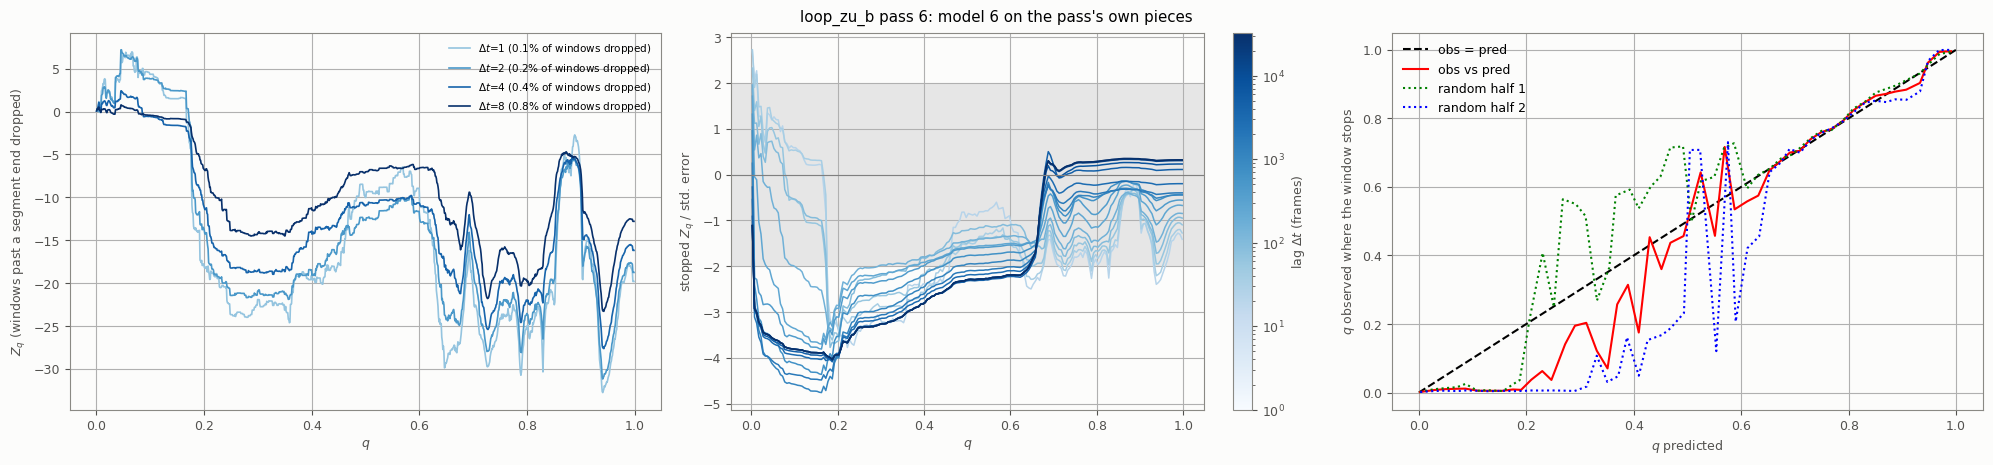 loop_zu_b pass 6: model 6 on the pass's own pieces
Z_q (windows past a segment end dropped)
5
0
−5
−10
−15
−20
−25
−30
0.0 0.2 0.4 0.6 0.8 1.0
q
Δt=1 (0.1% of windows dropped)
Δt=2 (0.2% of windows dropped)
Δt=4 (0.4% of windows dropped)
Δt=8 (0.8% of windows dropped)
stopped Z_q / std. error
3
2
1
0
−1
−2
−3
−4
−5
0.0 0.2 0.4 0.6 0.8 1.0
q
10^4
10^3
10^2
10^1
10^0
lag Δt (frames)
q observed where the window stops
1.0
0.8
0.6
0.4
0.2
0.0
0.0 0.2 0.4 0.6 0.8 1.0
q predicted
obs = pred
obs vs pred
random half 1
random half 2